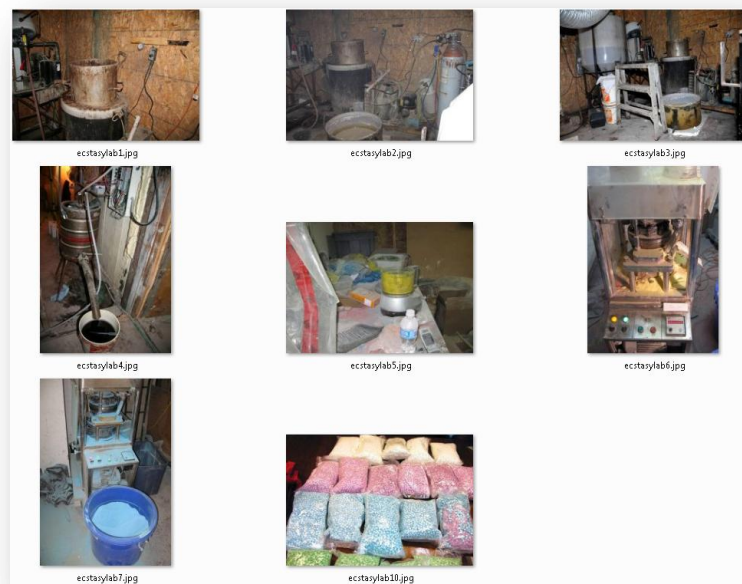 ecstasylab1.jpg
ecstasylab2.jpg
ecstasylab3.jpg
ecstasylab4.jpg
ecstasylab5.jpg
ecstasylab6.jpg
ecstasylab7.jpg
ecstasylab10.jpg